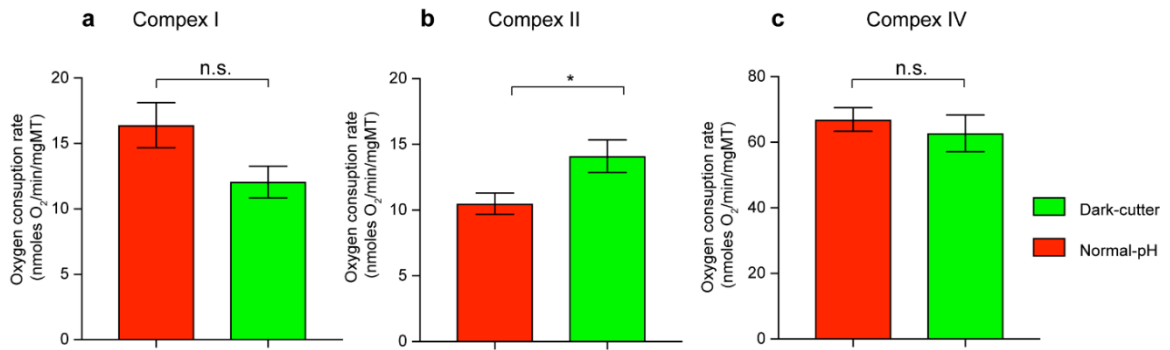 a Compex I
n.s.
20
15
10
5
0
Oxygen consuption rate
(nmoles O₂/min/mgMT)
b Compex II
*
20
15
10
5
0
Oxygen consuption rate
(nmoles O₂/min/mgMT)
c Compex IV
n.s.
80
60
40
20
0
Oxygen consuption rate
(nmoles O₂/min/mgMT)
Dark-cutter
Normal-pH